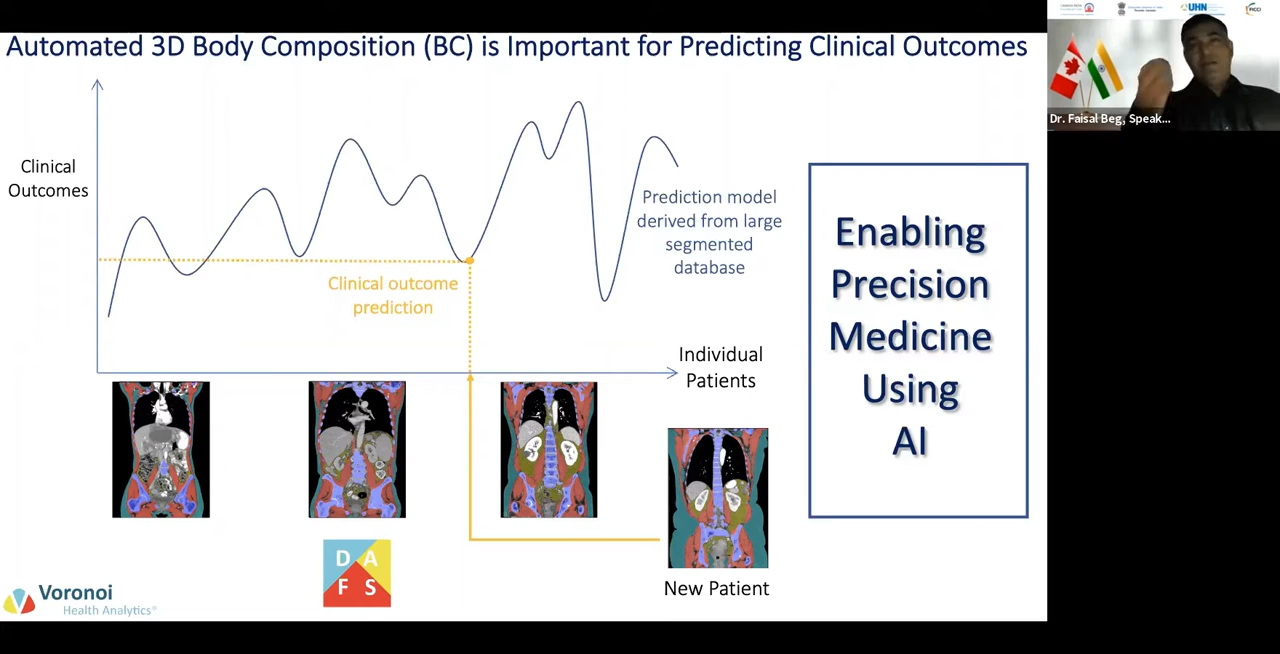 Automated 3D Body Composition (BC) is Important for Predicting Clinical Outcomes
Clinical
Outcomes
Prediction model
derived from large
segmented
database
Clinical outcome
prediction
Individual
Patients
New Patient
Enabling
Precision
Medicine
Using
AI
D A
F S
Voronoi
Health Analytics
UHN
FICCI
Dr. Faisal Beg, Speak...